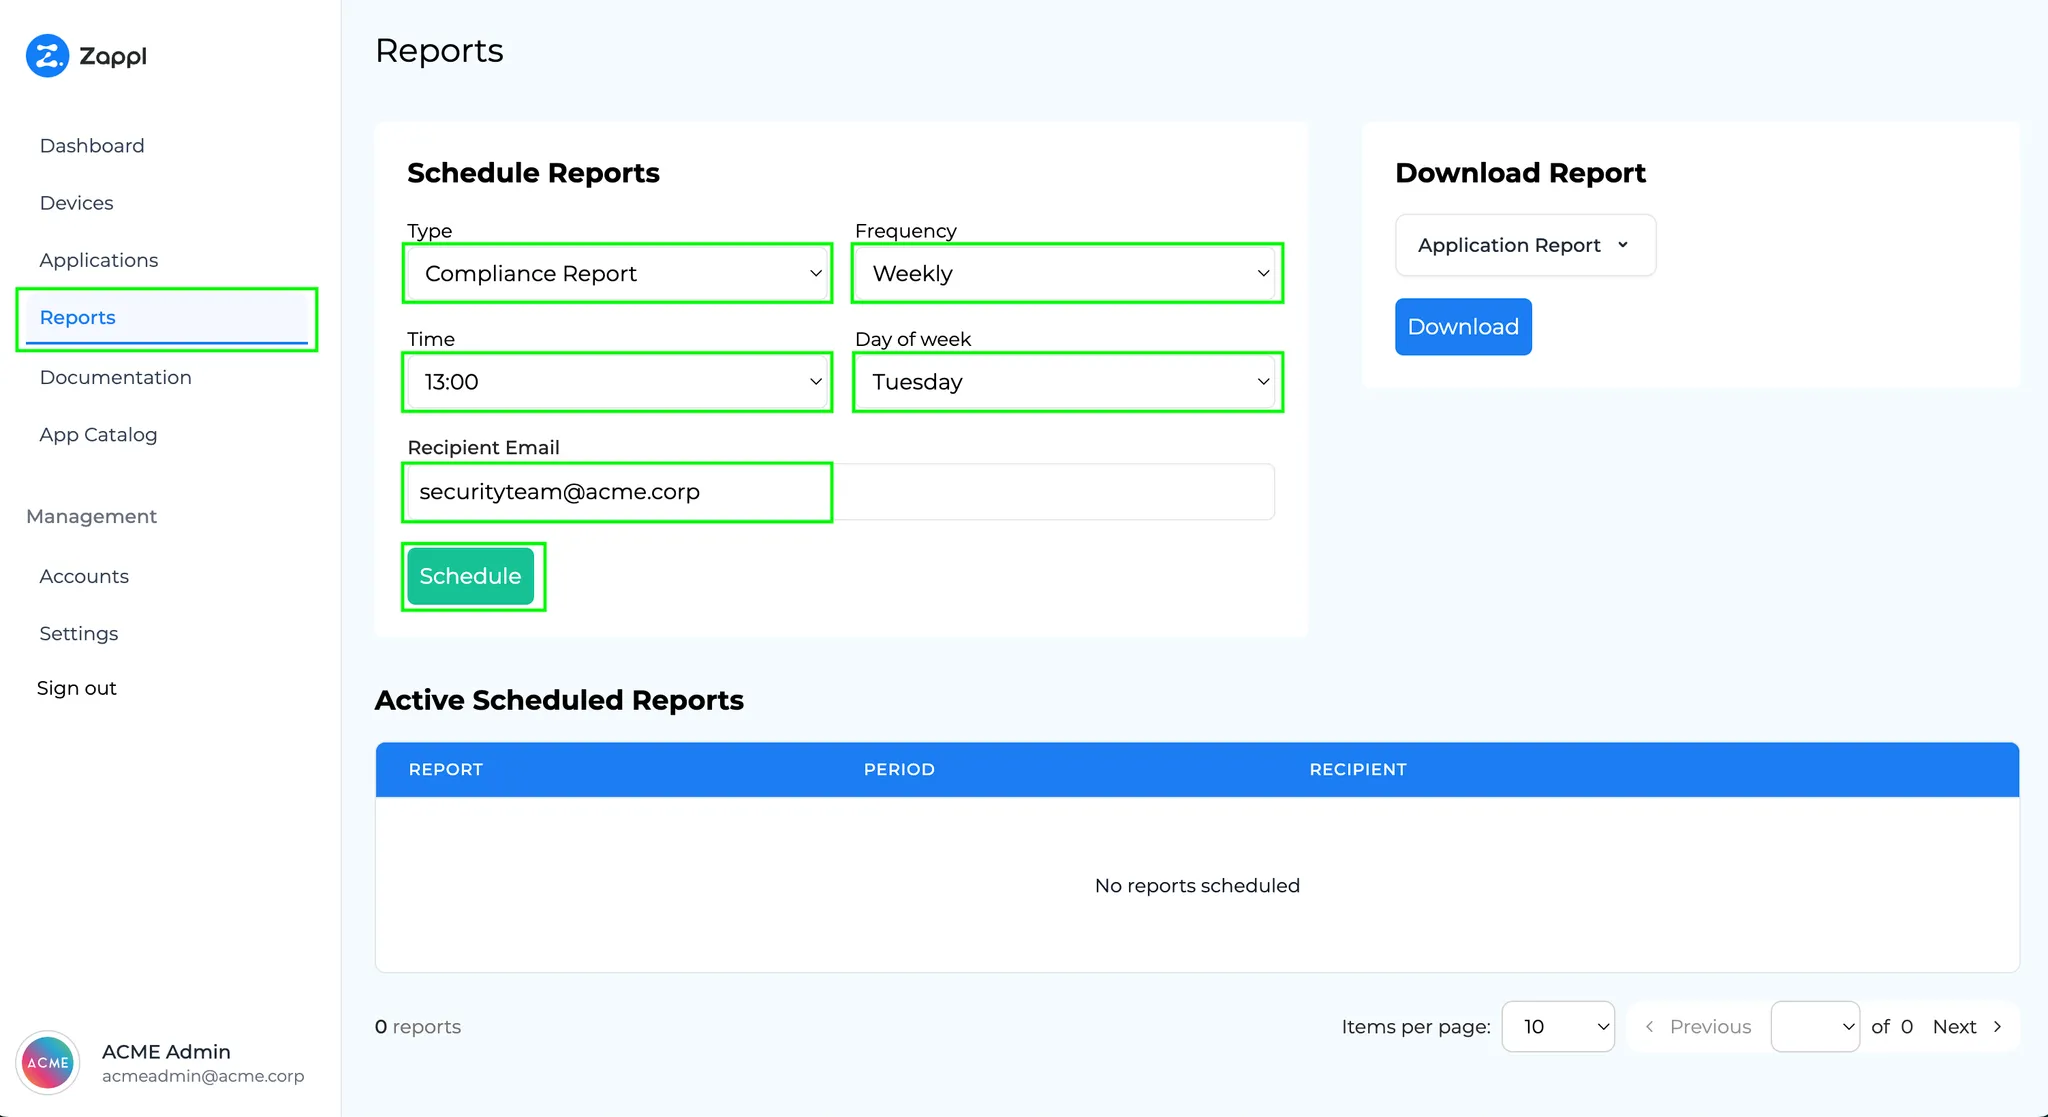 Zappl
Dashboard
Devices
Applications
Reports
Documentation
App Catalog
Management
Accounts
Settings
Sign out
ACME
ACME Admin
acmeadmin@acme.corp
Reports
Schedule Reports
Type
Frequency
Compliance Report
Weekly
Time
Day of week
13:00
Tuesday
Recipient Email
securityteam@acme.corp
Schedule
Download Report
Application Report
Download
Active Scheduled Reports
REPORT PERIOD RECIPIENT
No reports scheduled
0 reports
Items per page: 10 Previous of 0 Next